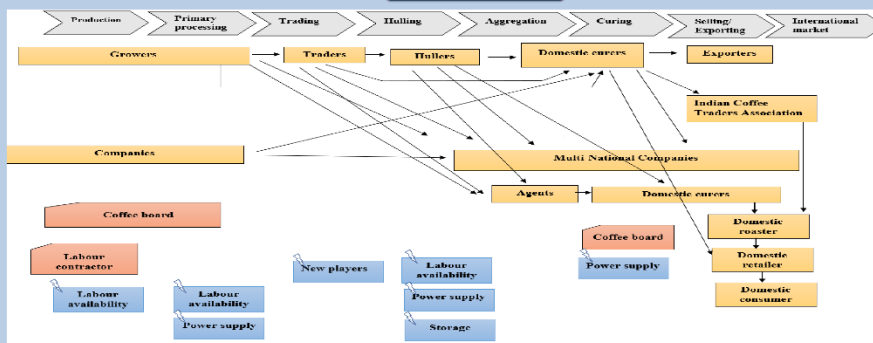 Production
Primary
processing
Trading
Hulling
Aggregation
Curing
Selling/
Exporting
International
market
Growers
Traders
Hullers
Domestic curers
Exporters
Indian Coffee
Traders Association
Companies
Multi National Companies
Agents
Domestic curers
Coffee board
Domestic
roaster
Coffee board
Labour
contractor
New players
Labour
availability
Power supply
Domestic
retailer
Labour
availability
Labour
availability
Power supply
Domestic
consumer
Power supply
Storage